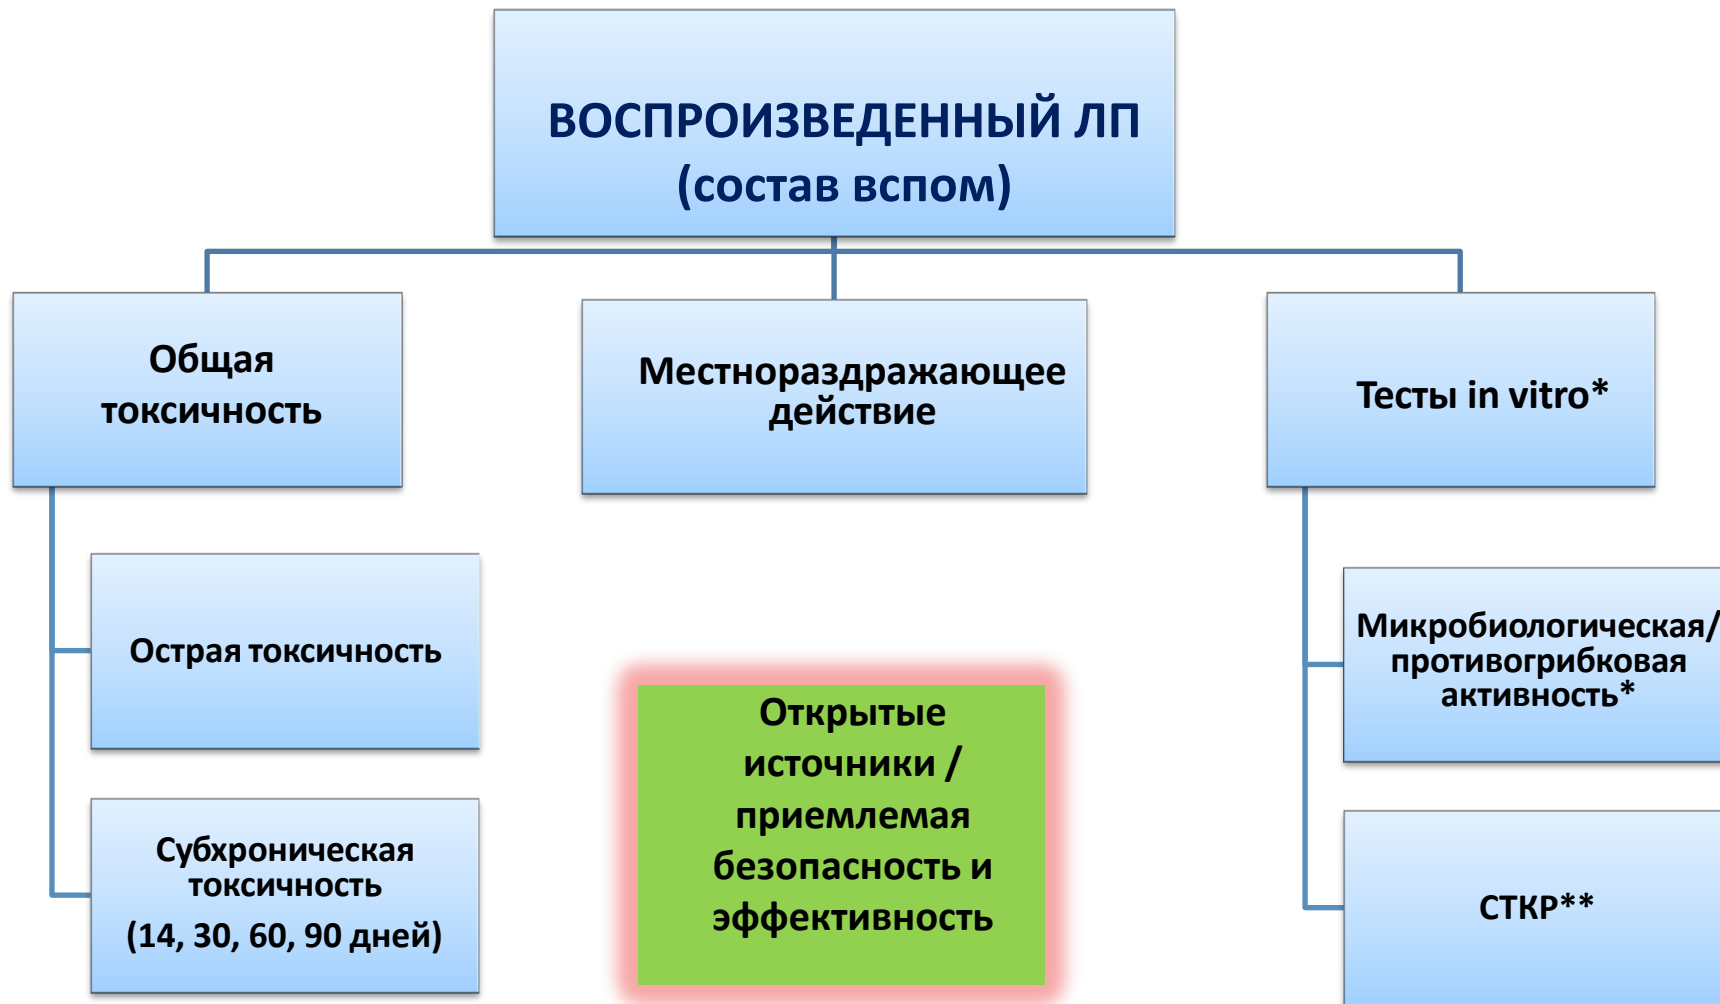 ВОСПРОИЗВЕДЕННЫЙ ЛП
(состав вспом)
Общая
токсичность
Местнораздражающее
действие
Тесты in vitro*
Острая токсичность
Субхроническая
токсичность
(14, 30, 60, 90 дней)
Открытые
источники /
приемлемая
безопасность и
эффективность
Микробиологическая/
противогрибковая
активность*
СТКР**